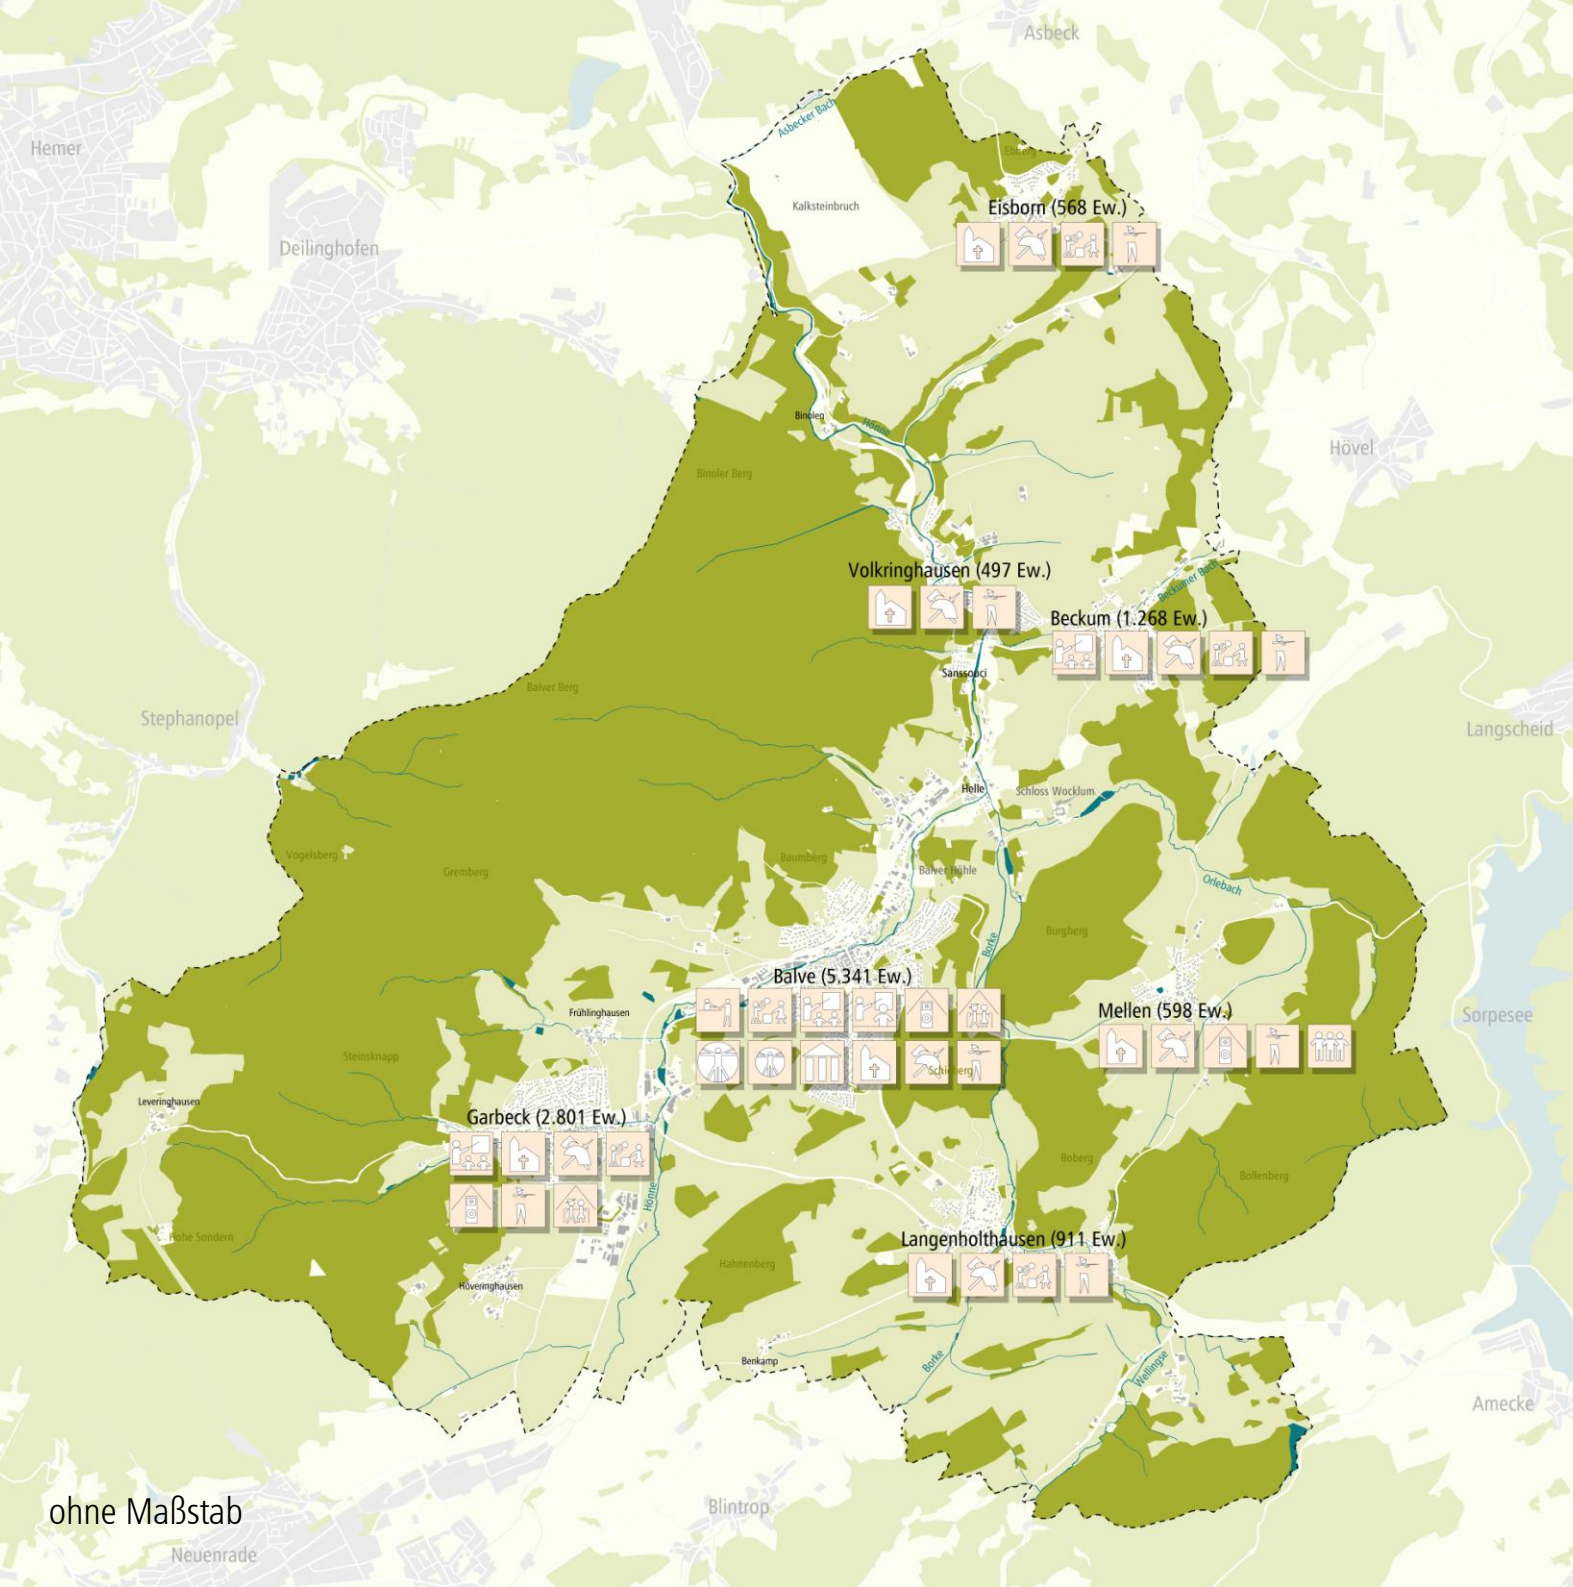 Asbeck
Asbecker Bach
Hemer
Ebberg
Kalksteinbruch
Eisborn (568 Ew.)
Deilinghofen
Binolen
Hönne
Hövel
Binoler Berg
Volkringhausen (497 Ew.)
Beckumer Bach
Beckum (1.268 Ew.)
Sanssouci
Balver Berg
Stephanopel
Langscheid
Helle
Schloss Wocklum
Vogelsberg
Baumberg
Gremberg
Balver Höhle
Orlebach
Burgberg
Borke
Balve (5.341 Ew.)
Frühlinghausen
Mellen (598 Ew.)
Sorpesee
Steinsknapp
Schieberg
Leveringhausen
Garbeck (2.801 Ew.)
Boberg
Bollenberg
Hönne
Hohe Sondern
Langenholthausen (911 Ew.)
Hahnenberg
Höveringhausen
Benkamp
Borke
Wellingse
Amecke
ohne Maßstab
Blintrop
Neuenrade